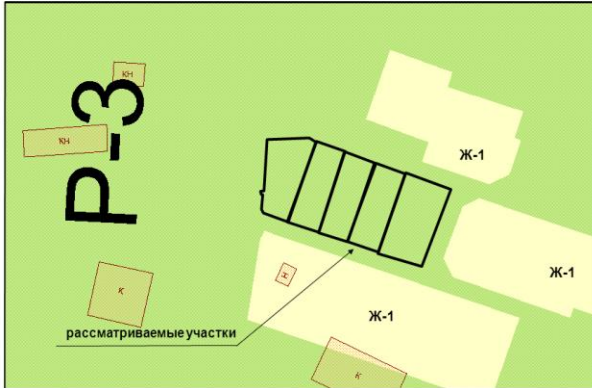 КН
КН
Р-3
Ж-1
Ж-1
Н
К
Ж-1
рассматриваемые участки
К